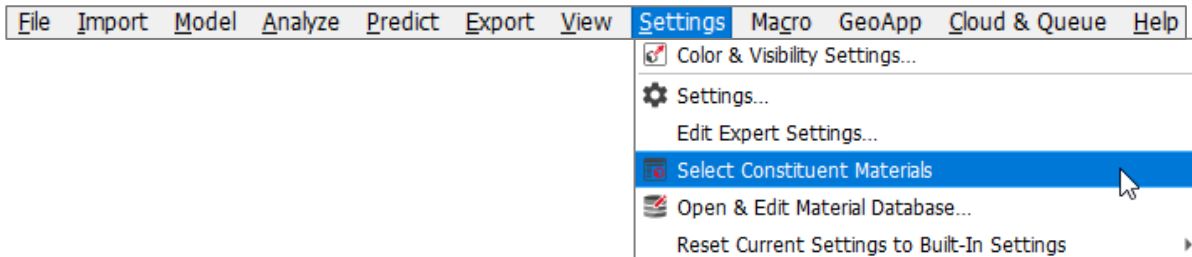 File Import Model Analyze Predict Export View Settings Macro GeoApp Cloud & Queue Help
Color & Visibility Settings...
Settings...
Edit Expert Settings...
Select Constituent Materials
Open & Edit Material Database...
Reset Current Settings to Built-In Settings